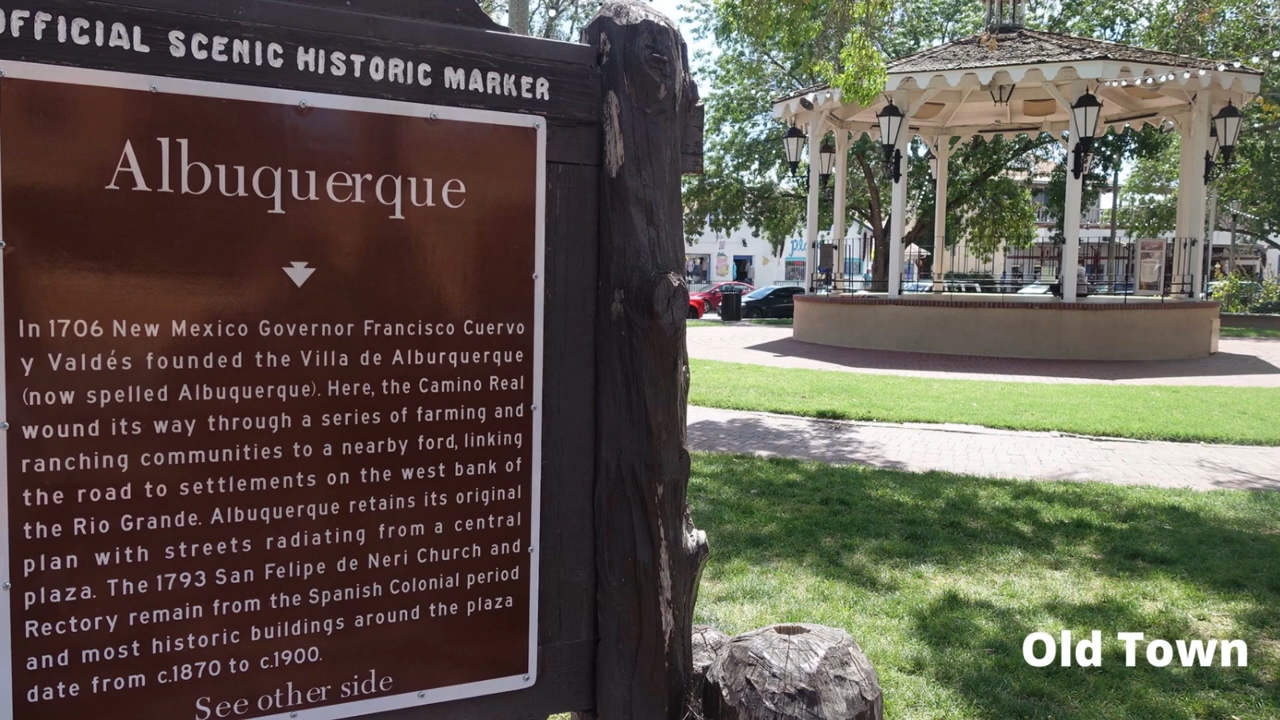 OFFICIAL SCENIC HISTORIC MARKER
Albuquerque
In 1706 New Mexico Governor Francisco Cuervo
y Valdés founded the Villa de Alburquerque
(now spelled Albuquerque). Here, the Camino Real
wound its way through a series of farming and
ranching communities to a nearby ford, linking
the road to settlements on the west bank of
the Rio Grande. Albuquerque retains its original
plan with streets radiating from a central
plaza. The 1793 San Felipe de Neri Church and
Rectory remain from the Spanish Colonial period
and most historic buildings around the plaza
date from c.1870 to c.1900.
See other side
Old Town